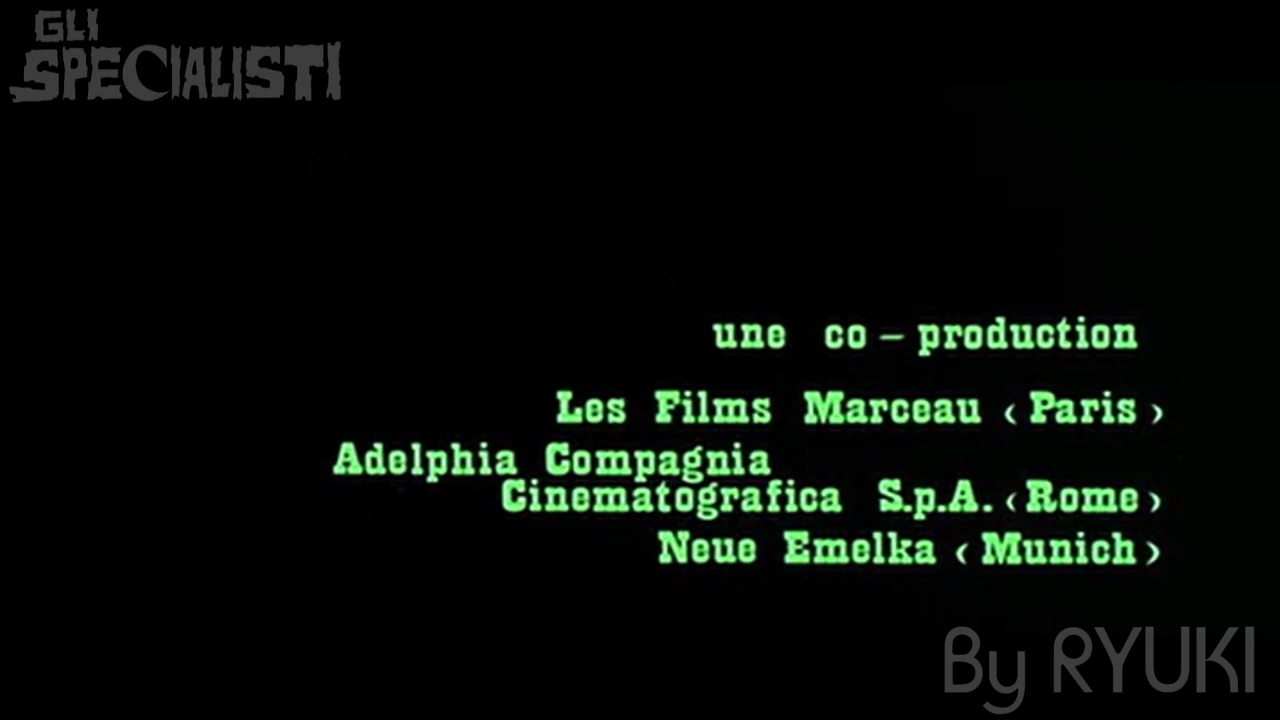 GLI
SPECIALISTI
une co-production
Les Films Marceau (Paris)
Adelphia Compagnia
Cinematografica S.p.A. (Rome)
Neue Emelka (Munich)
By RYUKI